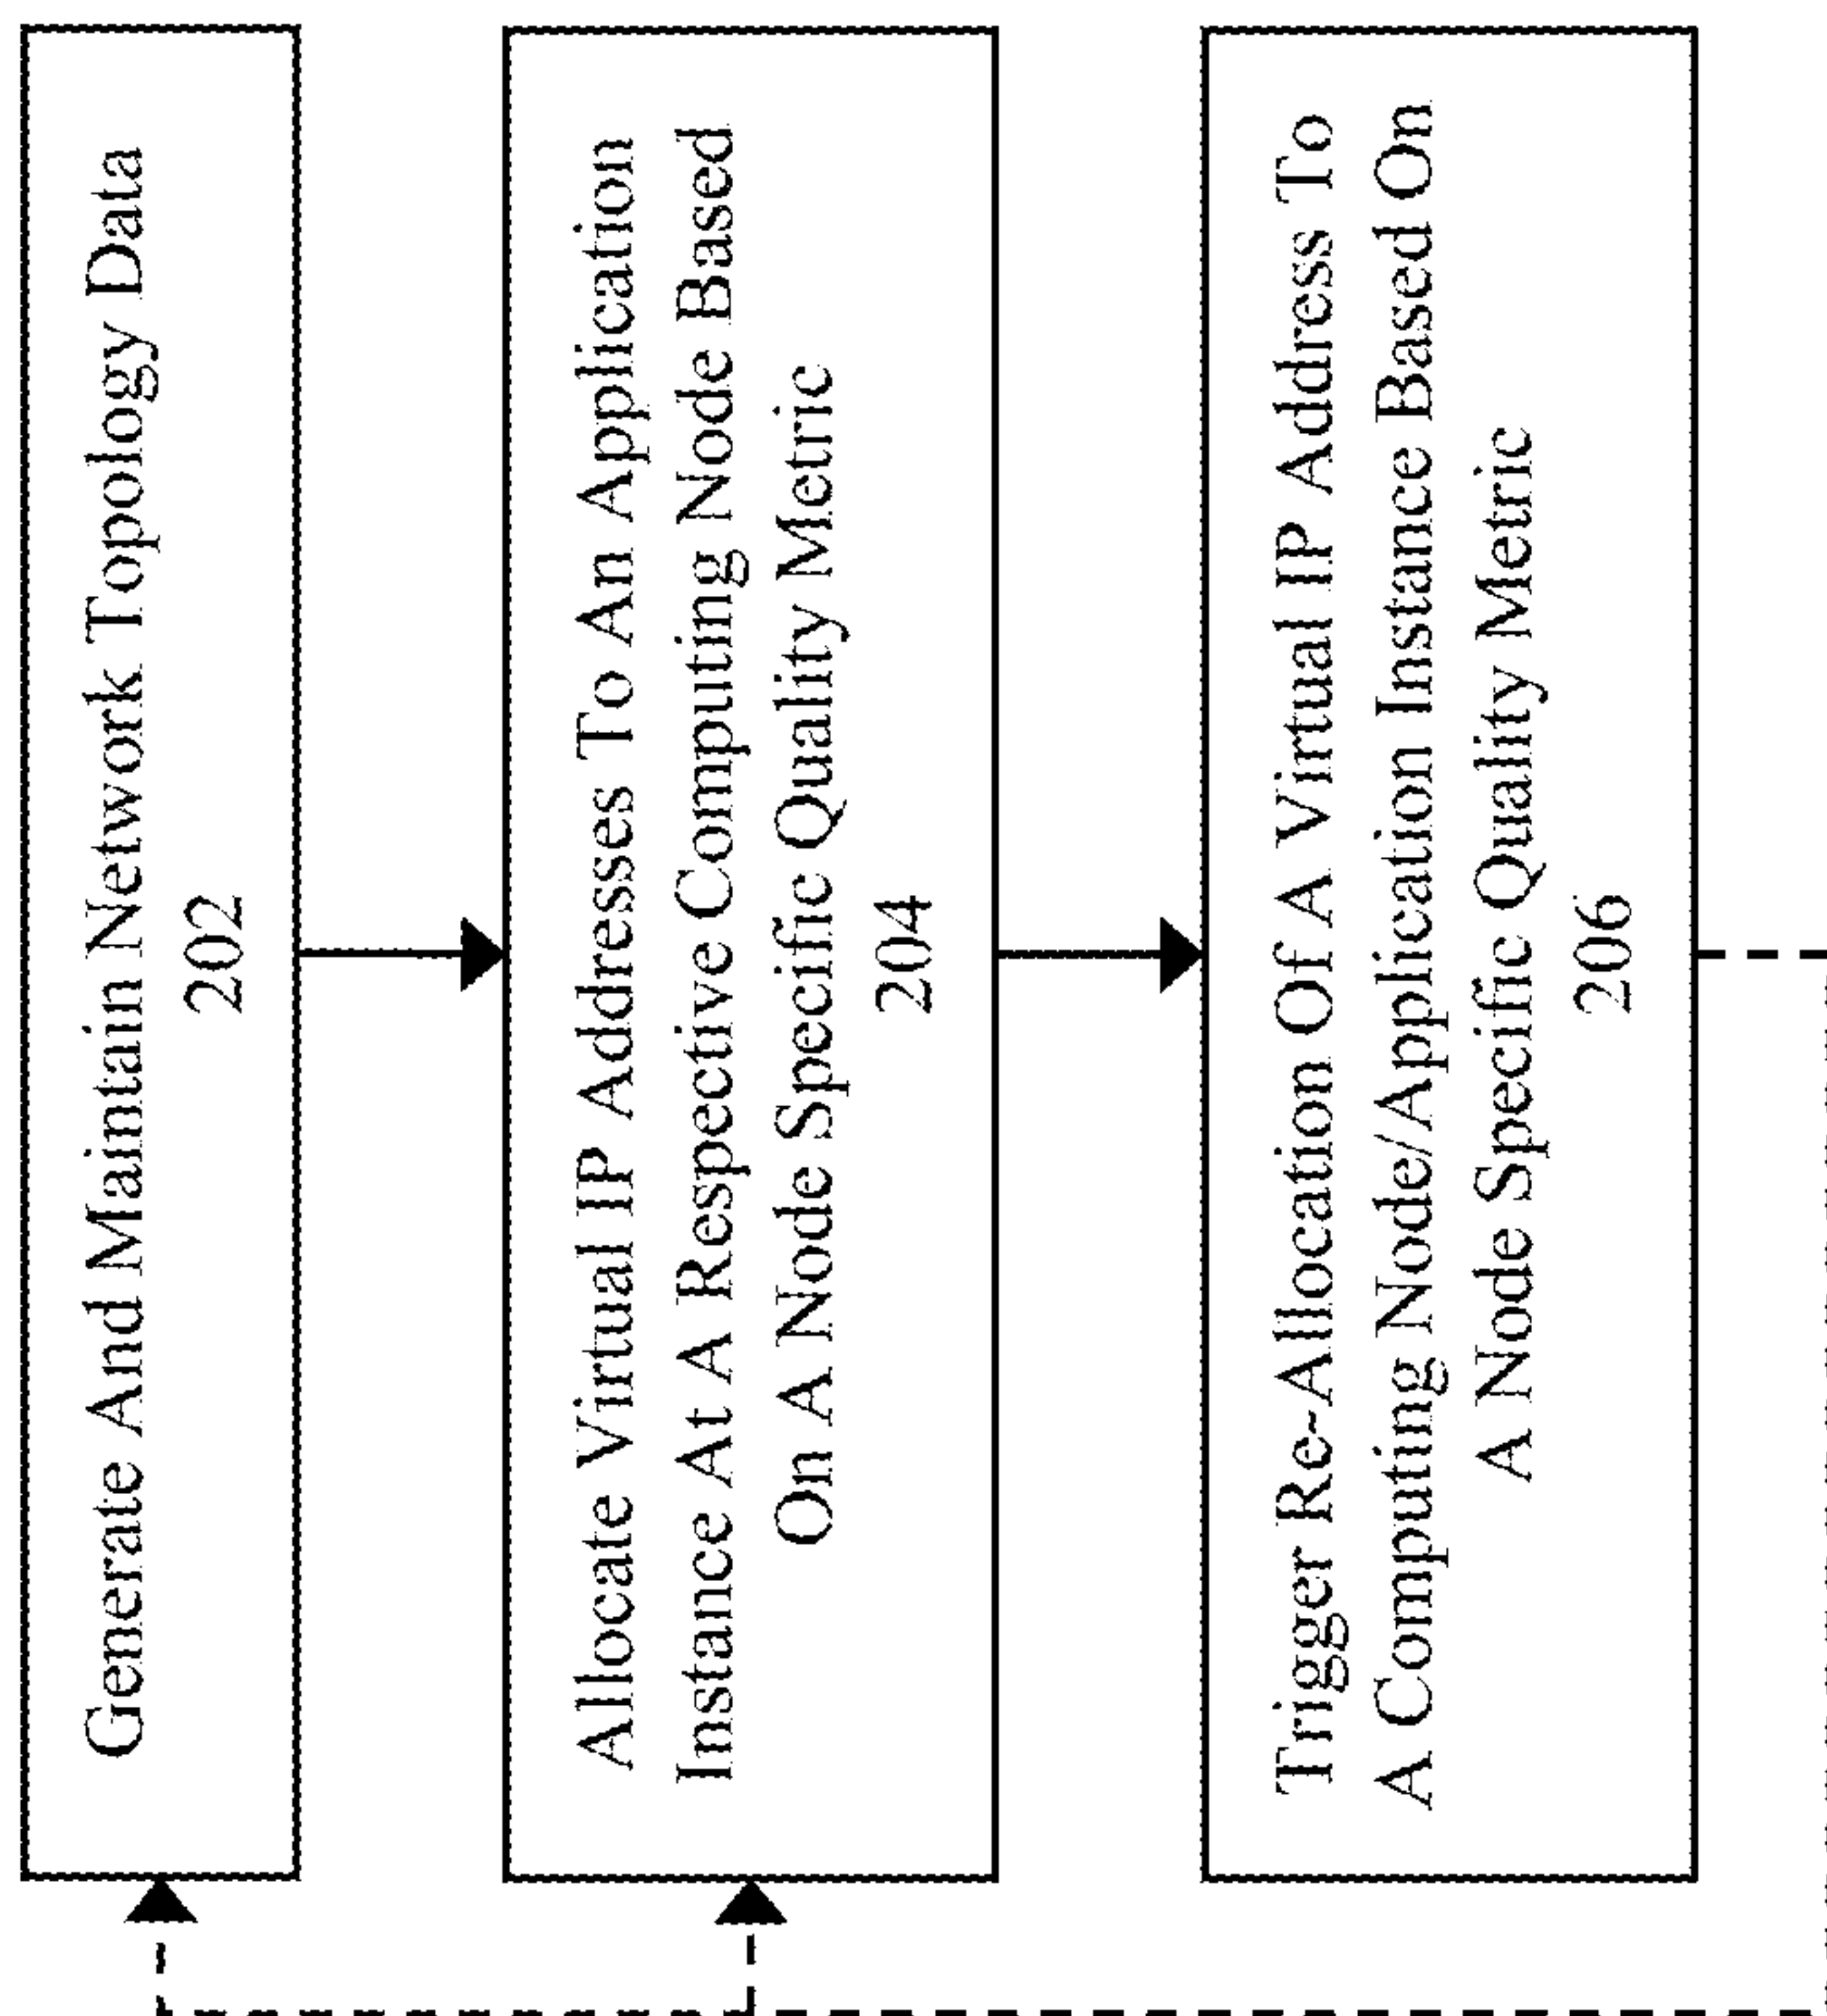 Generate And Maintain Network Topology Data
202
Allocate Virtual IP Addresses To An Application
Instance At A Respective Computing Node Based
On A Node Specific Quality Metric
204
Trigger Re-Allocation Of A Virtual IP Address To
A Computing Node/Application Instance Based On
A Node Specific Quality Metric
206